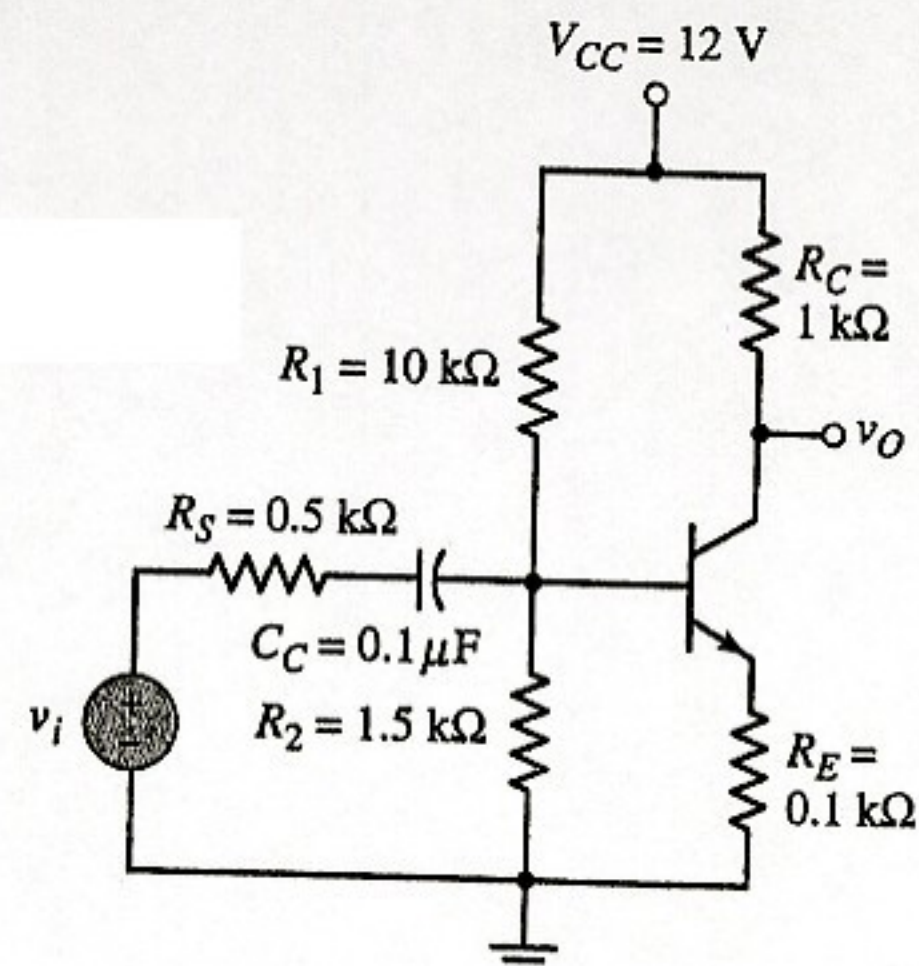 V_CC = 12 V
R_C =
1 kΩ
R_1 = 10 kΩ
v_O
R_S = 0.5 kΩ
C_C = 0.1 μF
v_i
R_2 = 1.5 kΩ
R_E =
0.1 kΩ